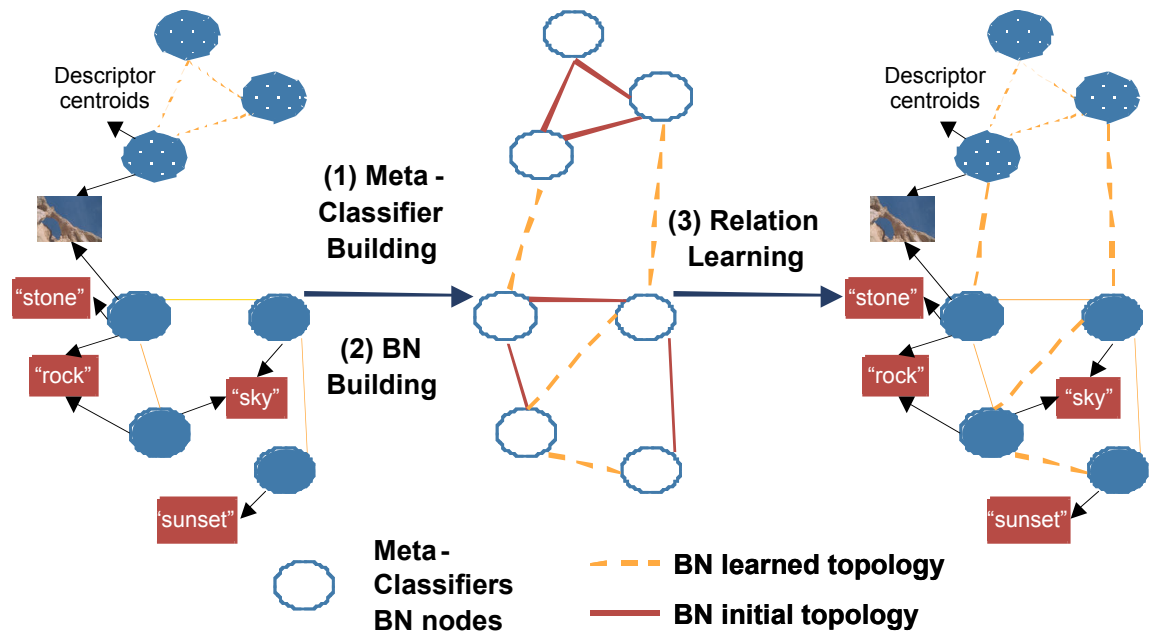 Descriptor
centroids
“stone”
“rock”
“sky”
‘sunset”
(1) Meta -
Classifier
Building
(2) BN
Building
(3) Relation
Learning
Descriptor
centroids
“stone”
“rock”
“sky”
“sunset”
Meta -
Classifiers
BN nodes
BN learned topology
BN initial topology